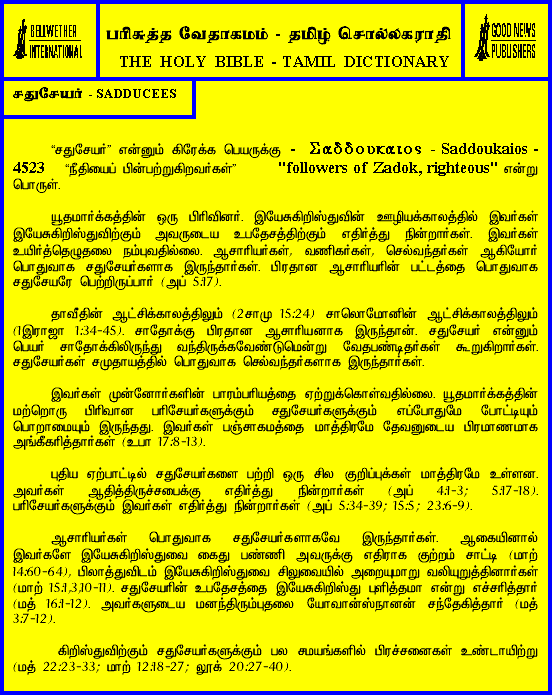 BELLWETHER
INTERNATIONAL
பரிசுத்த வேதாகமம் - தமிழ் சொல்லகராதி
THE HOLY BIBLE - TAMIL DICTIONARY
GOOD NEWS
PUBLISHERS
சதுசேயர் - SADDUCEES
“சதுசேயர்” என்னும் கிரேக்க பெயருக்கு - Σαδδουκαιος - Saddoukaios -
4523 “நீதியைப் பின்பற்றுகிறவர்கள்” "followers of Zadok, righteous" என்று
பொருள்.
யூதமார்க்கத்தின் ஒரு பிரிவினர். இயேசுகிறிஸ்துவின் ஊழியக்காலத்தில் இவர்கள்
இயேசுகிறிஸ்துவிற்கும் அவருடைய உபதேசத்திற்கும் எதிர்த்து நின்றார்கள். இவர்கள்
உயிர்த்தெழுதலை நம்புவதில்லை. ஆசாரியர்கள், வணிகர்கள், செல்வந்தர்கள் ஆகியோர்
பொதுவாக சதுசேயர்களாக இருந்தார்கள். பிரதான ஆசாரியரின் பட்டத்தை பொதுவாக
சதுசேயரே பெற்றிருப்பார் (அப் 5:17).
தாவீதின் ஆட்சிக்காலத்திலும் (2சாமு 15:24) சாலொமோனின் ஆட்சிக்காலத்திலும்
(1இராஜா 1:34-45). சாதோக்கு பிரதான ஆசாரியனாக இருந்தான். சதுசேயர் என்னும்
பெயர் சாதோக்கிலிருந்து வந்திருக்கவேண்டுமென்று வேதபண்டிதர்கள் கூறுகிறார்கள்.
சதுசேயர்கள் சமுதாயத்தில் பொதுவாக செல்வந்தர்களாக இருந்தார்கள்.
இவர்கள் முன்னோர்களின் பாரம்பரியத்தை ஏற்றுக்கொள்வதில்லை. யூதமார்க்கத்தின்
மற்றொரு பிரிவான பரிசேயர்களுக்கும் சதுசேயர்களுக்கும் எப்போதுமே போட்டியும்
பொறாமையும் இருந்தது. இவர்கள் பஞ்சாகமத்தை மாத்திரமே தேவனுடைய பிரமாணமாக
அங்கீகரித்தார்கள் (உபா 17:8-13).
புதிய ஏற்பாட்டில் சதுசேயர்களை பற்றி ஒரு சில குறிப்புக்கள் மாத்திரமே உள்ளன.
அவர்கள் ஆதித்திருச்சபைக்கு எதிர்த்து நின்றார்கள் (அப் 4:1-3; 5:17-18).
பரிசேயர்களுக்கும் இவர்கள் எதிர்த்து நின்றார்கள் (அப் 5:34-39; 15:5; 23:6-9).
ஆசாரியர்கள் பொதுவாக சதுசேயர்களாகவே இருந்தார்கள். ஆகையினால்
இவர்களே இயேசுகிறிஸ்துவை கைது பண்ணி அவருக்கு எதிராக குற்றம் சாட்டி (மாற்
14:60-64), பிலாத்துவிடம் இயேசுகிறிஸ்துவை சிலுவையில் அறையுமாறு வலியுறுத்தினார்கள்
(மாற் 15:1,3,10-11). சதுசேயரின் உபதேசத்தை இயேசுகிறிஸ்து புளித்தமா என்று எச்சரித்தார்
(மத் 16:1-12). அவர்களுடைய மனந்திரும்புதலை யோவான்ஸ்நானன் சந்தேகித்தார் (மத்
3:7-12).
கிறிஸ்துவிற்கும் சதுசேயர்களுக்கும் பல சமயங்களில் பிரச்சனைகள் உண்டாயிற்று
(மத் 22:23-33; மாற் 12:18-27; லூக் 20:27-40).